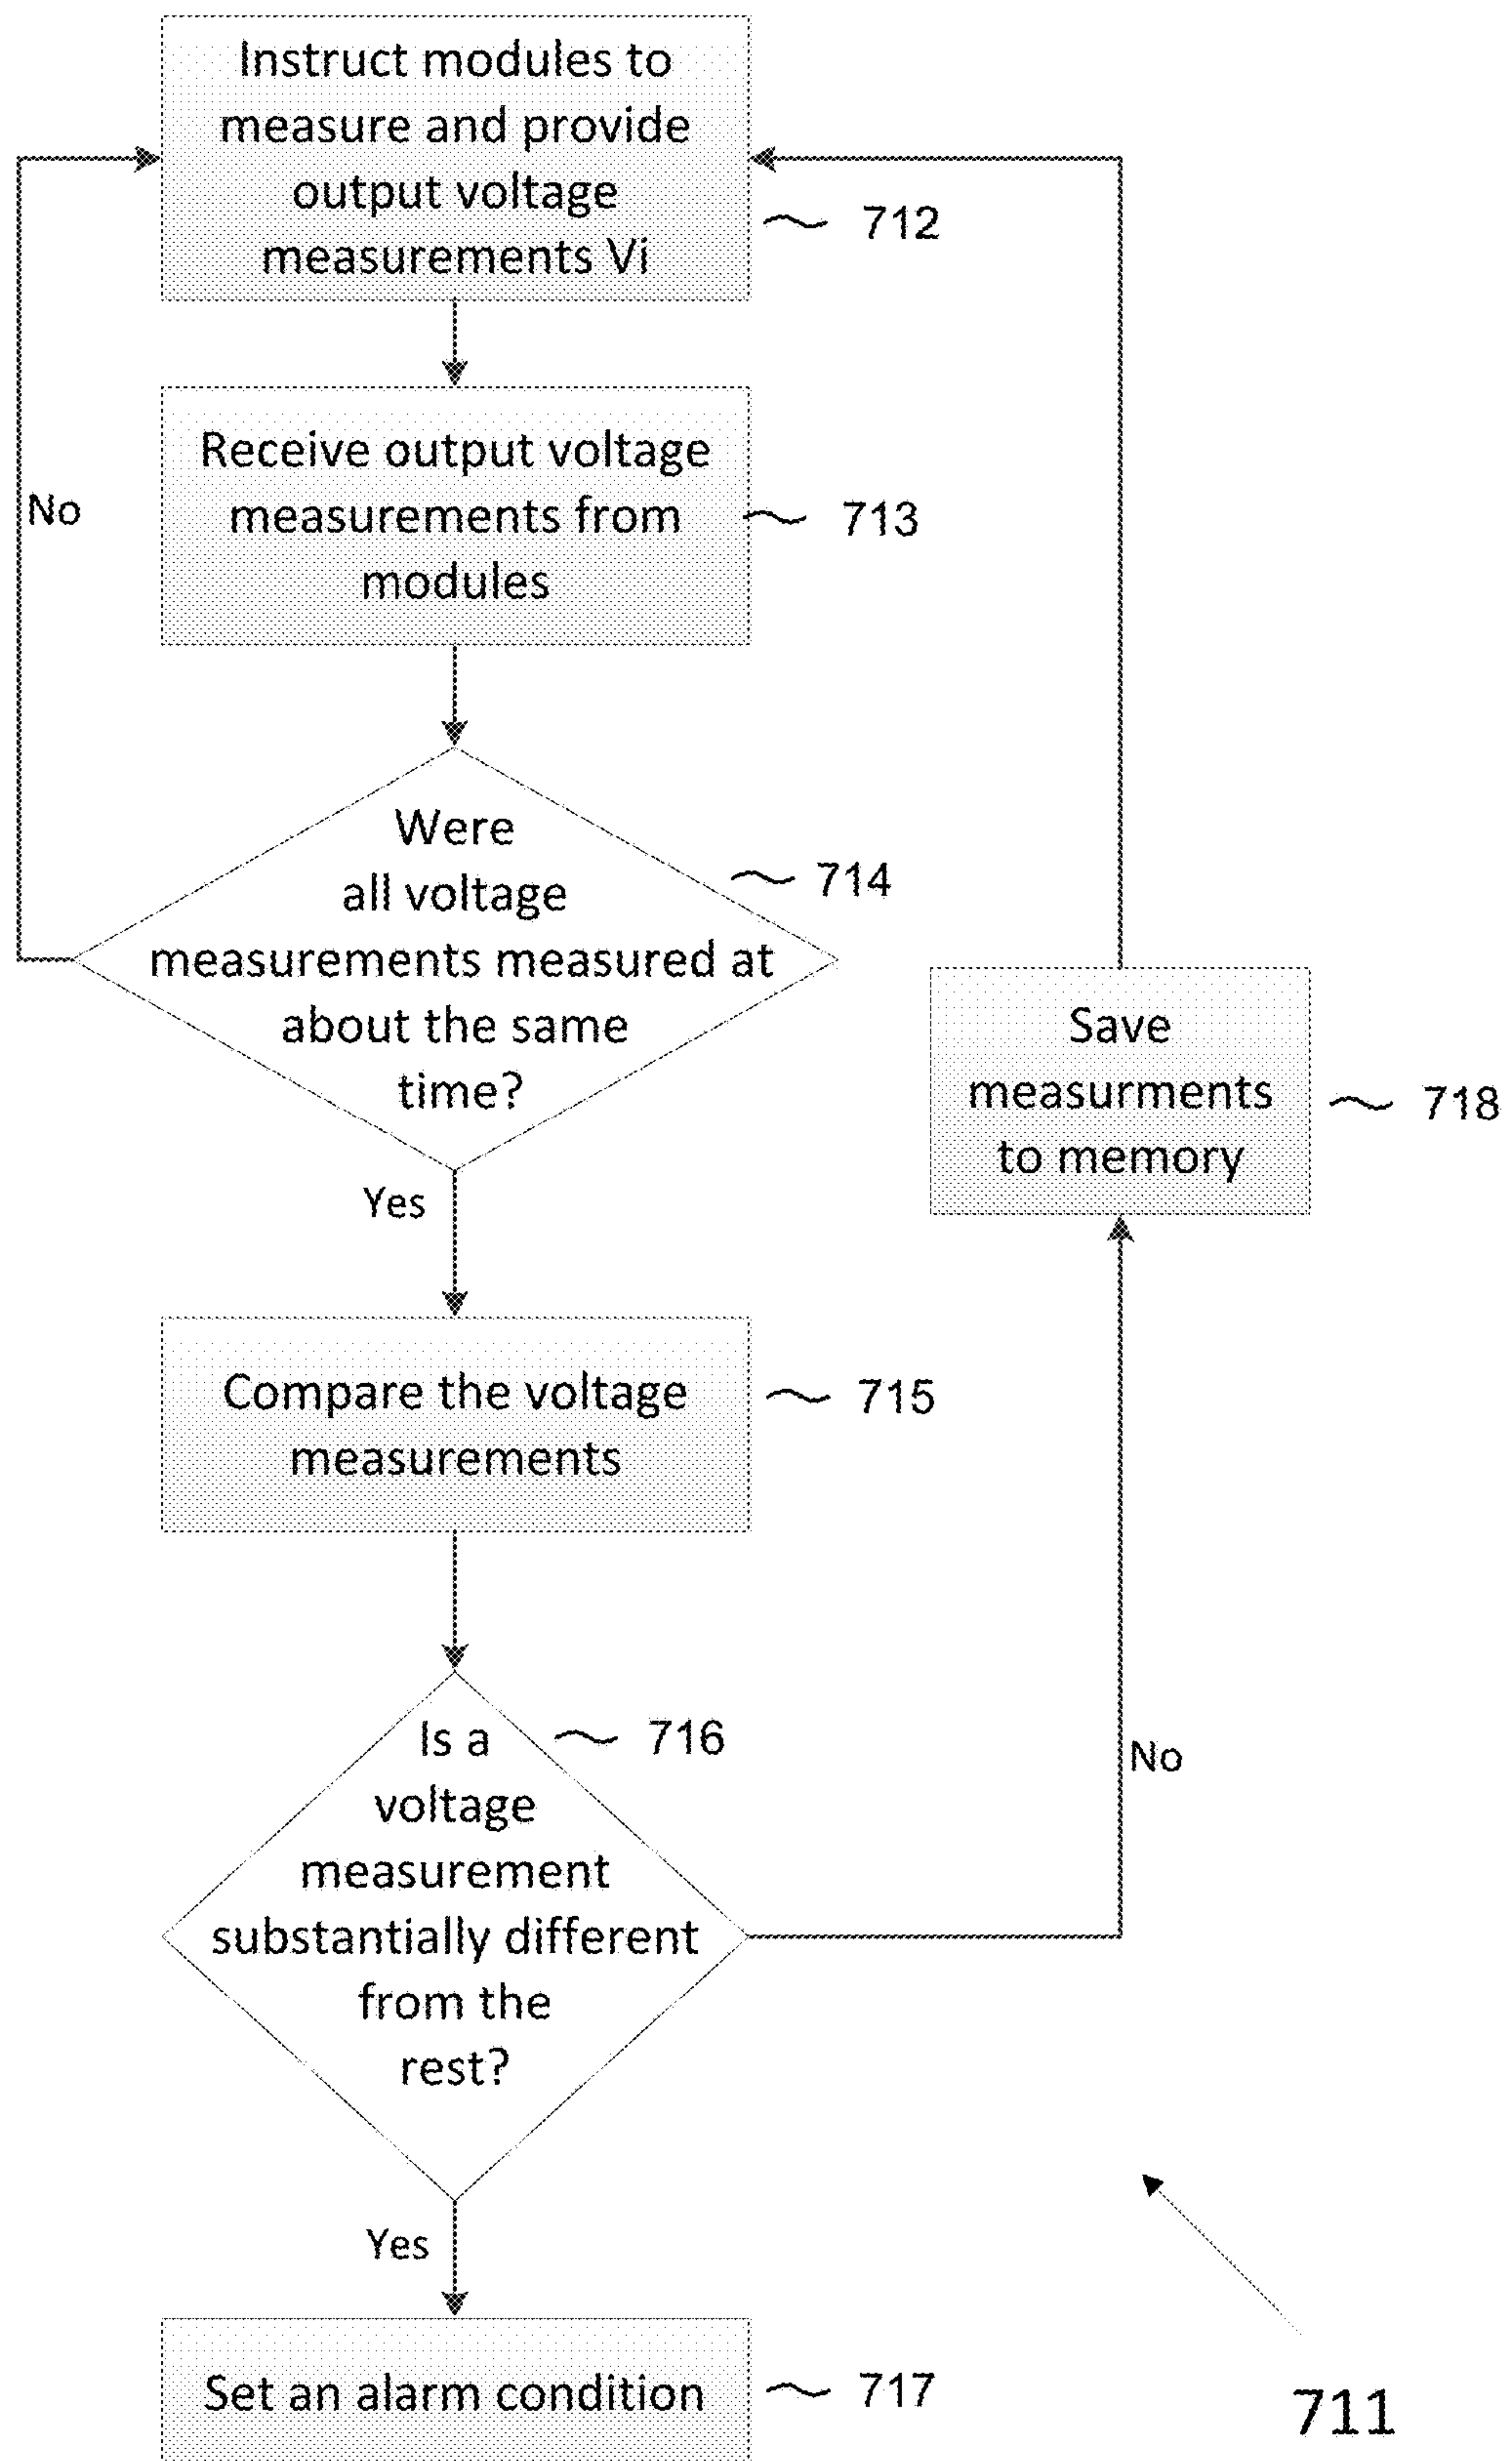 Instruct modules to
measure and provide
output voltage
measurements Vi
712
Receive output voltage
measurements from
modules
713
No
Were
all voltage
measurements measured at
about the same
time?
714
Yes
Save
measurments
to memory
718
Compare the voltage
measurements
715
Is a
voltage
measurement
substantially different
from the
rest?
716
No
Yes
Set an alarm condition
717
711